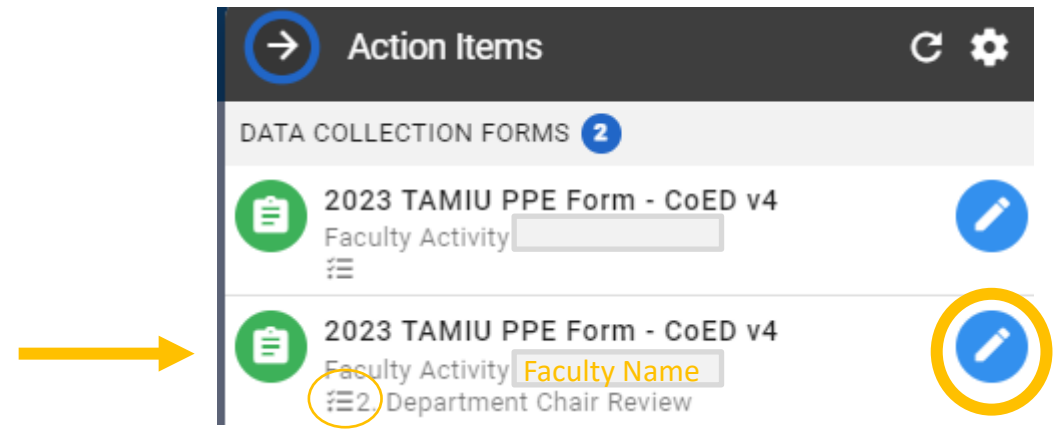 Action Items
DATA COLLECTION FORMS 2
2023 TAMIU PPE Form - CoED v4
Faculty Activity
2023 TAMIU PPE Form - CoED v4
Faculty Activity Faculty Name
2. Department Chair Review